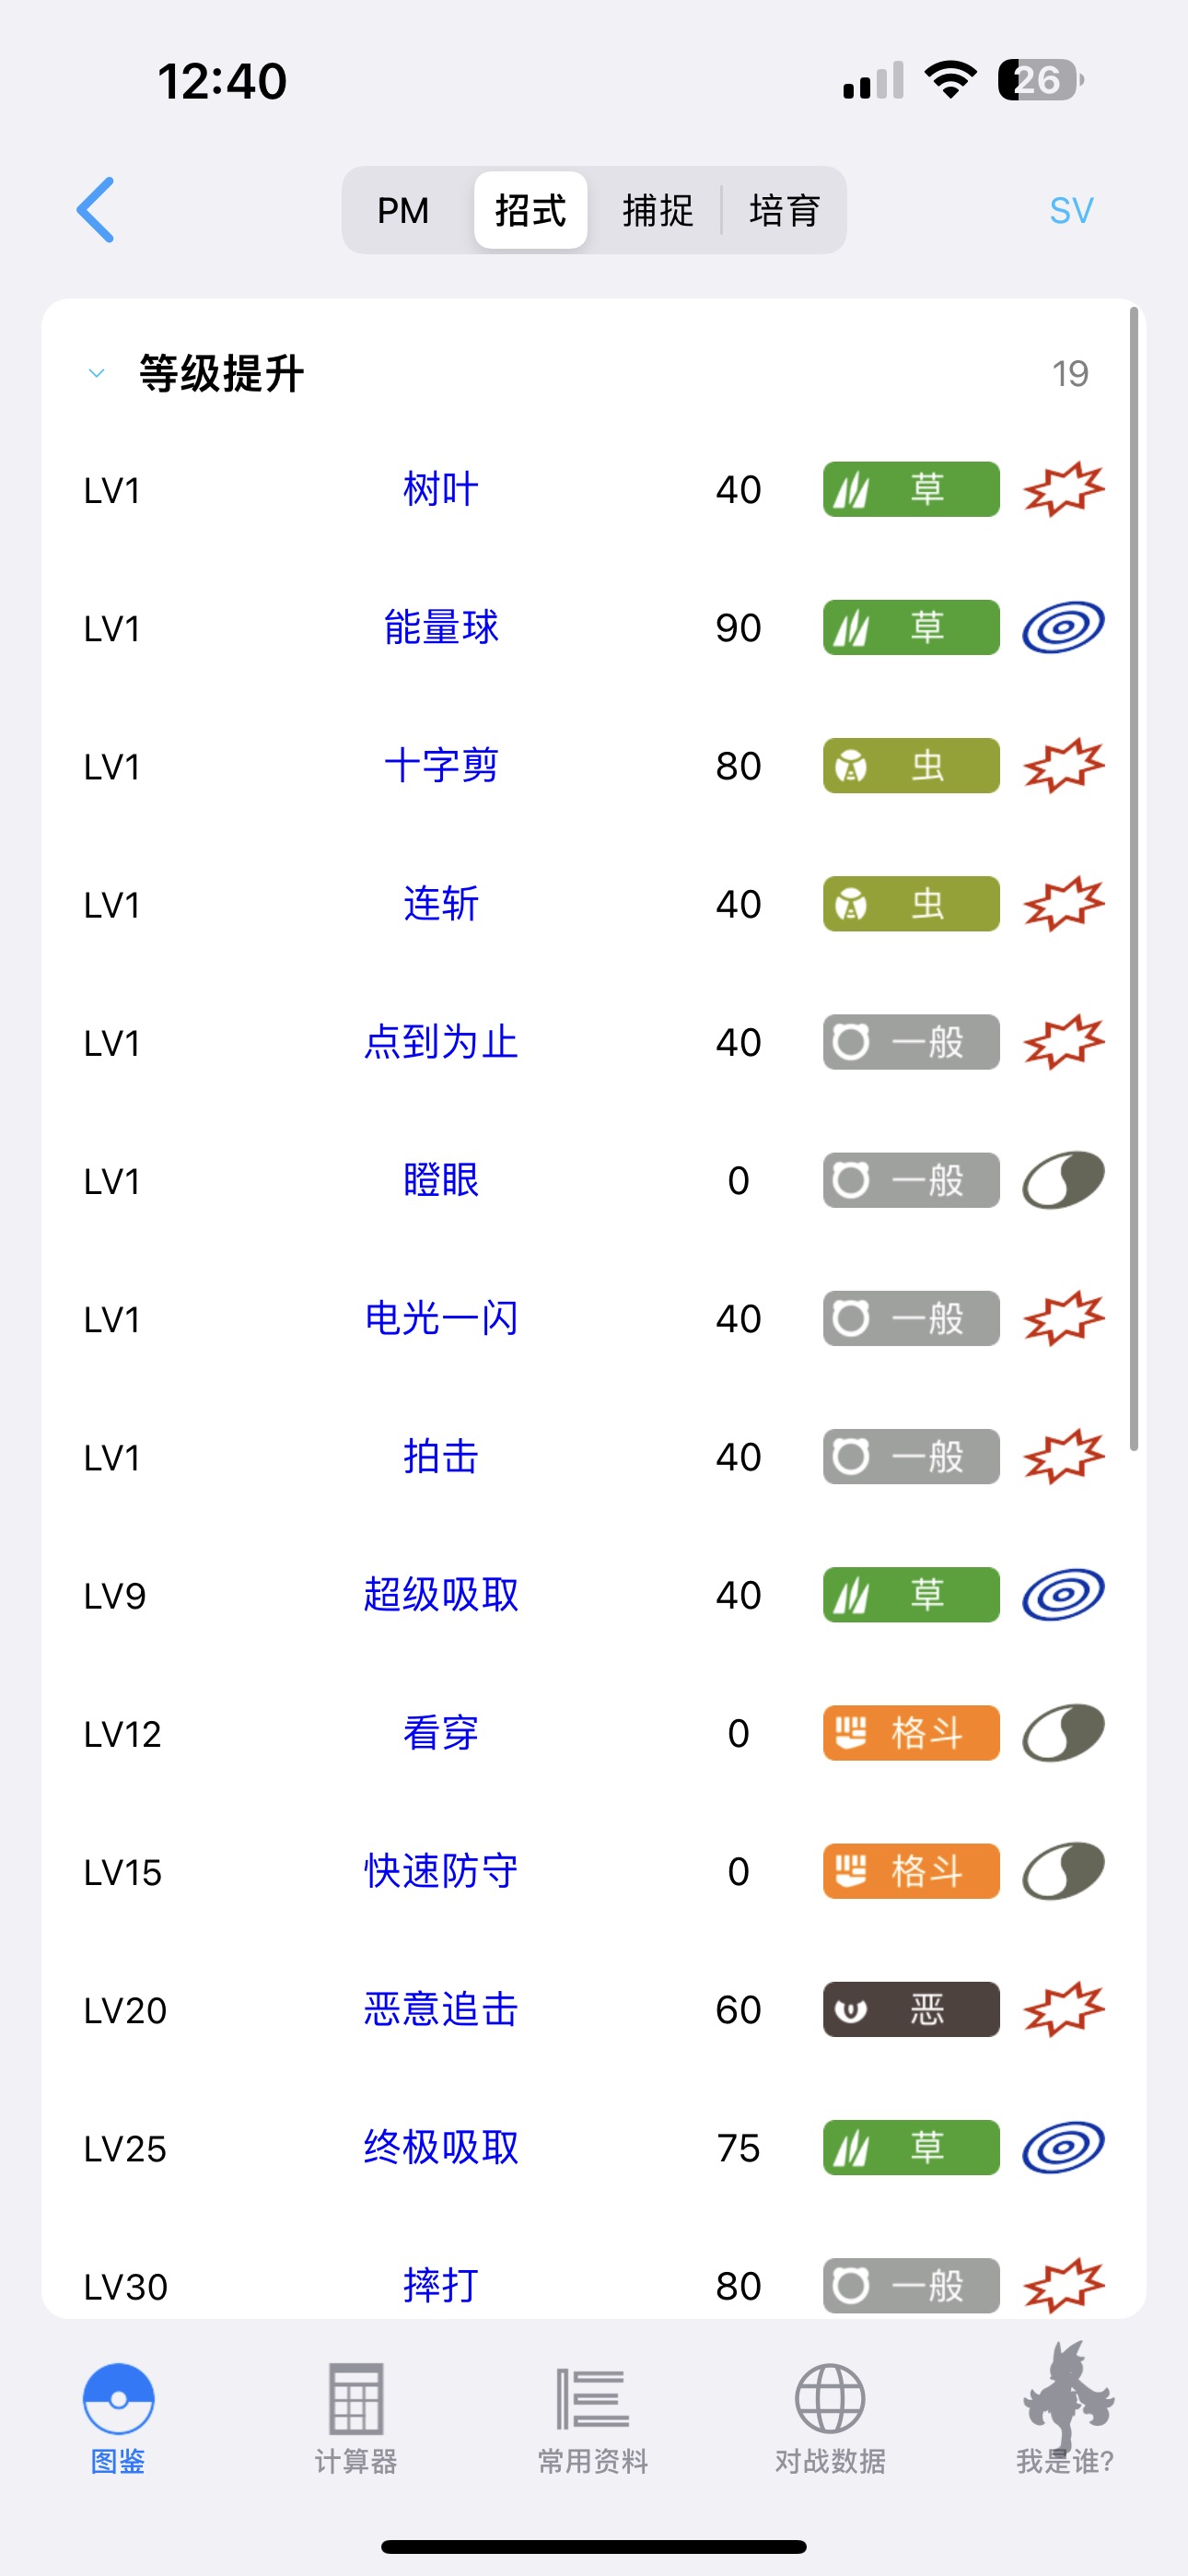 12:40
26
PM 招式 捕捉 培育 SV
等级提升 19
LV1 树叶 40 草
LV1 能量球 90 草
LV1 十字剪 80 虫
LV1 连斩 40 虫
LV1 点到为止 40 一般
LV1 瞪眼 0 一般
LV1 电光一闪 40 一般
LV1 拍击 40 一般
LV9 超级吸取 40 草
LV12 看穿 0 格斗
LV15 快速防守 0 格斗
LV20 恶意追击 60 恶
LV25 终极吸取 75 草
LV30 摔打 80 一般
图鉴 计算器 常用资料 对战数据 我是谁?